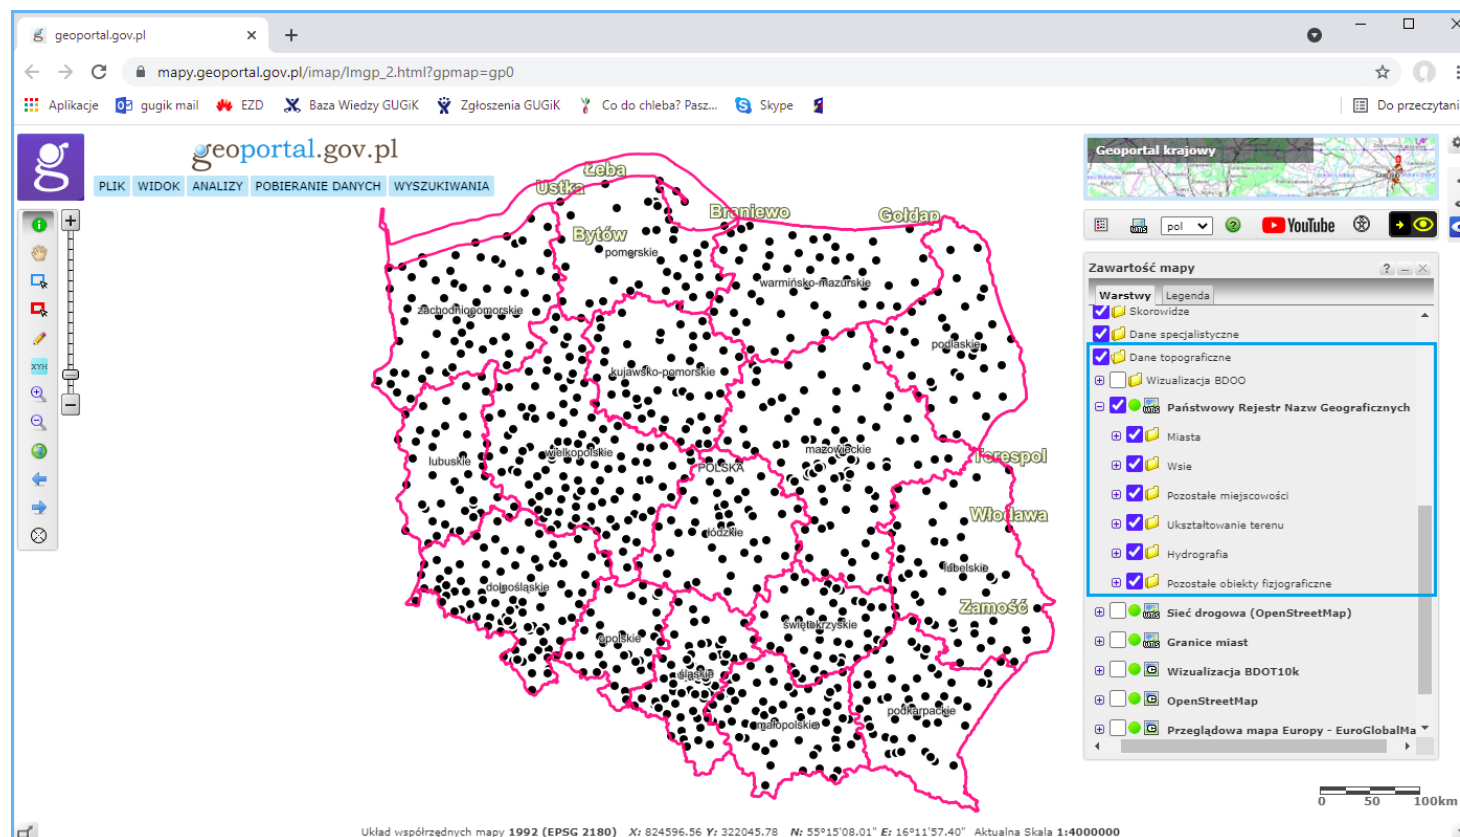 geoportal.gov.pl
mapy.geoportal.gov.pl/imap/Imgp_2.html?gpmap=gp0
Aplikacje gugik mail EZD Baza Wiedzy GUGiK Zgłoszenia GUGiK Co do chleba? Pasz... Skype Do przeczytani
geoportal.gov.pl
PLIK WIDOK ANALIZY POBIERANIE DANYCH WYSZUKIWANIA
Geoportal krajowy
pol YouTube
Zawartość mapy
Warstwy Legenda
Skorowidze
Dane specjalistyczne
Dane topograficzne
Wizualizacja BDOO
Państwowy Rejestr Nazw Geograficznych
Miasta
Wsie
Pozostałe miejscowości
Ukształtowanie terenu
Hydrografia
Pozostałe obiekty fizjograficzne
Sieć drogowa (OpenStreetMap)
Granice miast
Wizualizacja BDOT10k
OpenStreetMap
Przeglądowa mapa Europy - EuroGlobalMa
XYH
Łeba
Ustka
Braniewo
Gołdap
Bytów
pomorskie
warmińsko-mazurskie
zachodniopomorskie
podlaskie
kujawsko-pomorskie
mazowieckie
wielkopolskie
lubuskie
POLSKA
Terespol
Włodawa
łódzkie
lubelskie
dolnośląskie
Zamość
świętokrzyskie
opolskie
śląskie
podkarpackie
małopolskie
0 50 100km
Układ współrzędnych mapy 1992 (EPSG 2180) X: 824596.56 Y: 322045.78 N: 55°15'08.01" E: 16°11'57.40" Aktualna Skala 1:4000000